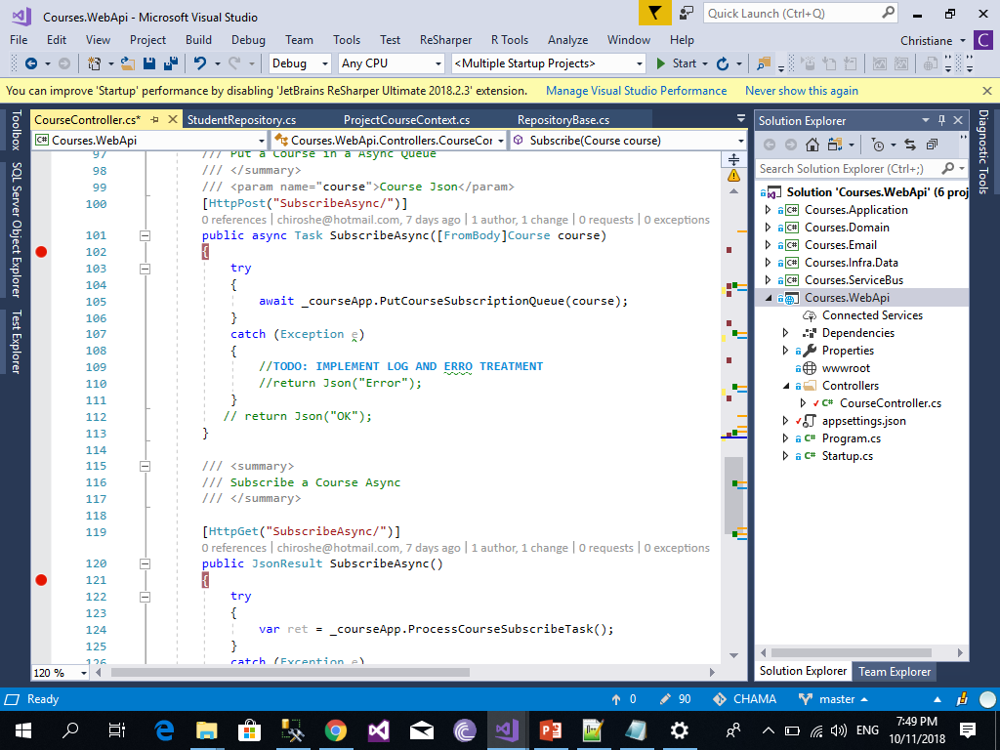 Courses.WebApi - Microsoft Visual Studio
Quick Launch (Ctrl+Q)
File Edit View Project Build Debug Team Tools Test ReSharper R Tools Analyze Window Help Christiane C
Debug Any CPU <Multiple Startup Projects> Start
You can improve 'Startup' performance by disabling 'JetBrains ReSharper Ultimate 2018.2.3' extension. Manage Visual Studio Performance Never show this again
Toolbox
SQL Server Object Explorer
Test Explorer
CourseController.cs* StudentRepository.cs ProjectCourseContext.cs RepositoryBase.cs
C# Courses.WebApi Courses.WebApi.Controllers.CourseCor Subscribe(Course course)
97 /// Put a Course in a Async Queue
98 /// </summary>
99 /// <param name="course">Course Json</param>
100 [HttpPost("SubscribeAsync/")]
0 references | chiroshe@hotmail.com, 7 days ago | 1 author, 1 change | 0 requests | 0 exceptions
101 public async Task SubscribeAsync([FromBody]Course course)
102 {
103 try
104 {
105 await _courseApp.PutCourseSubscriptionQueue(course);
106 }
107 catch (Exception e)
108 {
109 //TODO: IMPLEMENT LOG AND ERRO TREATMENT
110 //return Json("Error");
111 }
112 // return Json("OK");
113 }
114
115 /// <summary>
116 /// Subscribe a Course Async
117 /// </summary>
118
119 [HttpGet("SubscribeAsync/")]
0 references | chiroshe@hotmail.com, 7 days ago | 1 author, 1 change | 0 requests | 0 exceptions
120 public JsonResult SubscribeAsync()
121 {
122 try
123 {
124 var ret = _courseApp.ProcessCourseSubscribeTask();
125 }
126 catch (Exception e)
120 %
Solution Explorer
Search Solution Explorer (Ctrl+;)
Solution 'Courses.WebApi' (6 proj
C# Courses.Application
C# Courses.Domain
C# Courses.Email
C# Courses.Infra.Data
C# Courses.ServiceBus
Courses.WebApi
Connected Services
Dependencies
Properties
wwwroot
Controllers
C# CourseController.cs
appsettings.json
C# Program.cs
C# Startup.cs
Solution Explorer Team Explorer
Diagnostic Tools
Ready 0 90 CHAMA master
ENG 7:49 PM
10/11/2018